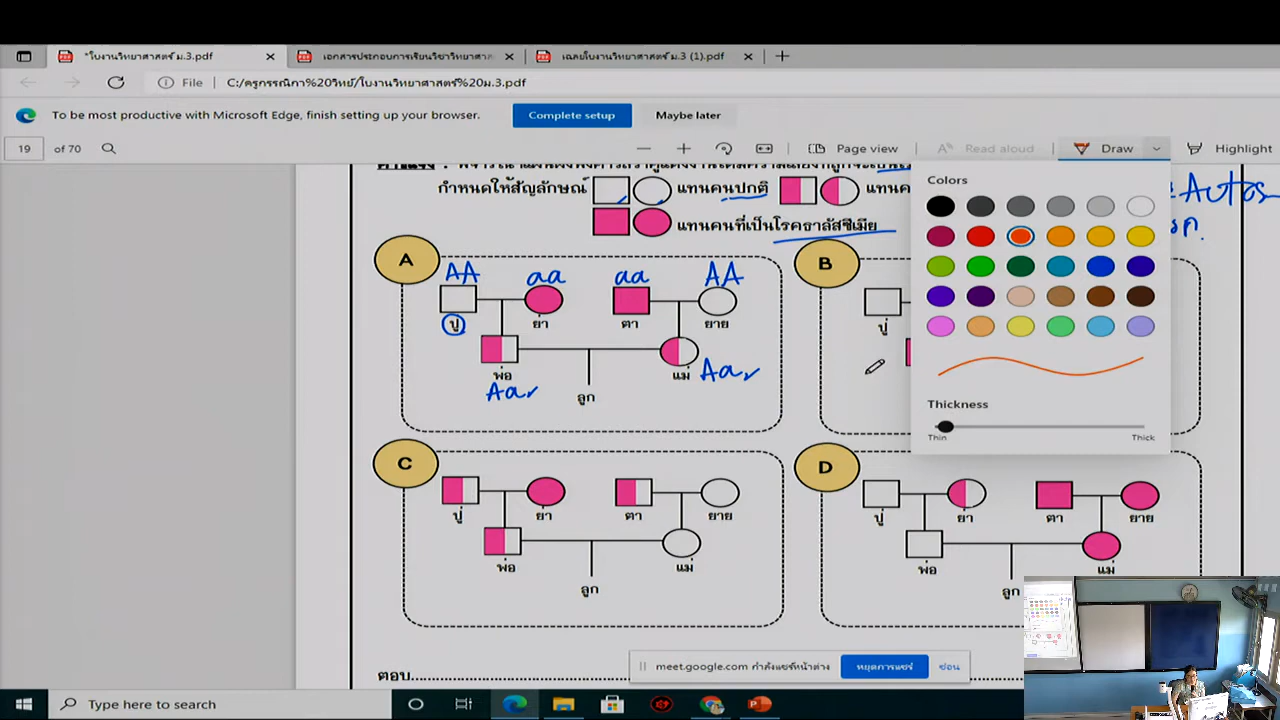 ใบงานวิทยาศาสตร์ ม.3.pdf
เอกสารประกอบการเรียนวิชาวิทยาศา
เฉลยใบงานวิทยาศาสตร์ ม.3 (1).pdf
File C:/ครูกรรณิกา%20วิทย์/ใบงานวิทยาศาสตร์%20ม.3.pdf
To be most productive with Microsoft Edge, finish setting up your browser.
Complete setup
Maybe later
19 of 70
Page view
Read aloud
Draw
Highlight
กำหนดให้สัญลักษณ์ แทนคนปกติ แทนค
Autos
แทนคนที่เป็นโรคธาลัสซีเมีย
Colors
Thickness
Thin
Thick
A
AA aa aa AA
ปู่ ย่า ตา ยาย
พ่อ แม่
Aa Aa
ลูก
B
ปู่
C
ปู่ ย่า ตา ยาย
พ่อ แม่
ลูก
D
ปู่ ย่า ตา ยาย
พ่อ แม่
ลูก
ตอบ
meet.google.com กำลังแชร์หน้าต่าง
หยุดการแชร์
ซ่อน
Type here to search